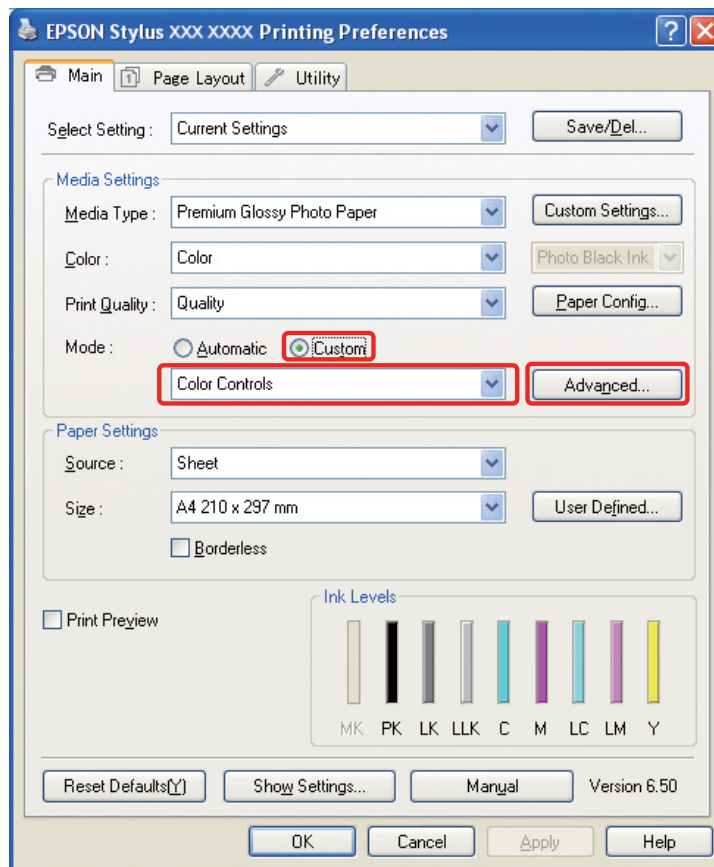 EPSON Stylus XXX XXXX Printing Preferences
Main Page Layout Utility
Select Setting : Current Settings Save/Del...
Media Settings
Media Type : Premium Glossy Photo Paper Custom Settings...
Color : Color Photo Black Ink
Print Quality : Quality Paper Config...
Mode : Automatic Custom
Color Controls Advanced...
Paper Settings
Source : Sheet
Size : A4 210 x 297 mm User Defined...
Borderless
Ink Levels
Print Preview
MK PK LK LLK C M LC LM Y
Reset Defaults(Y) Show Settings... Manual Version 6.50
OK Cancel Apply Help